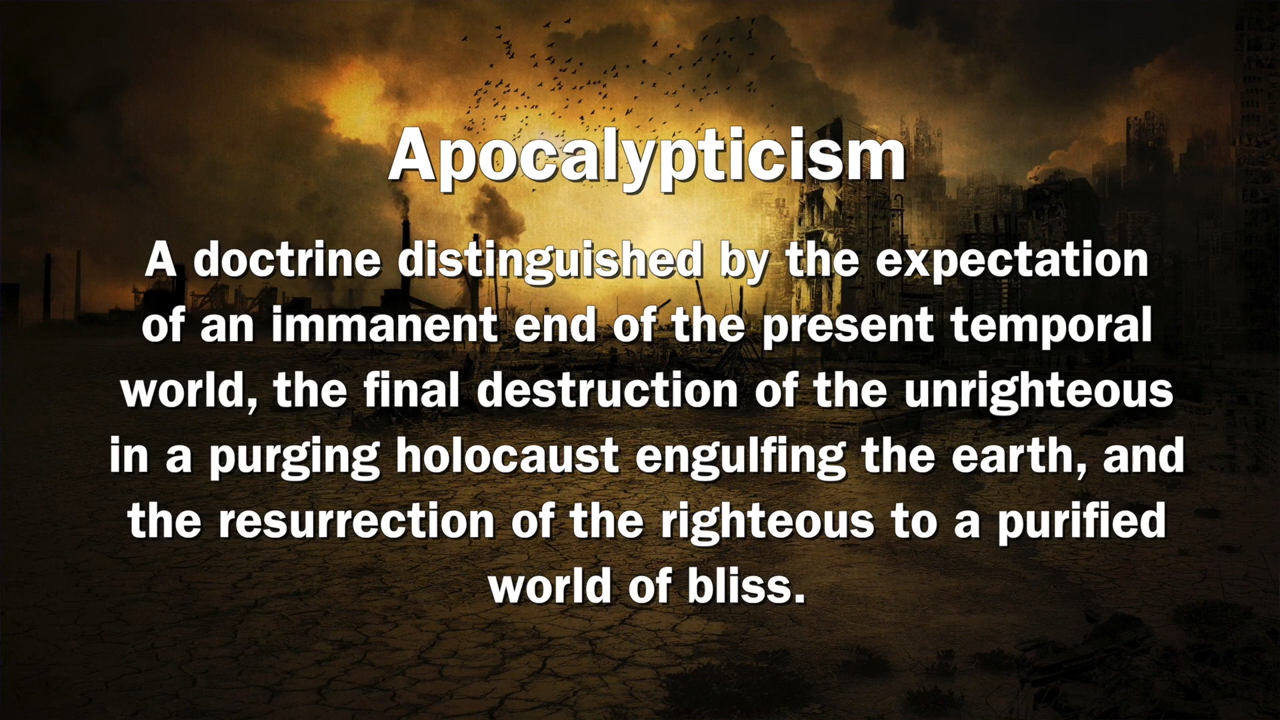 Apocalypticism
A doctrine distinguished by the expectation
of an immanent end of the present temporal
world, the final destruction of the unrighteous
in a purging holocaust engulfing the earth, and
the resurrection of the righteous to a purified
world of bliss.